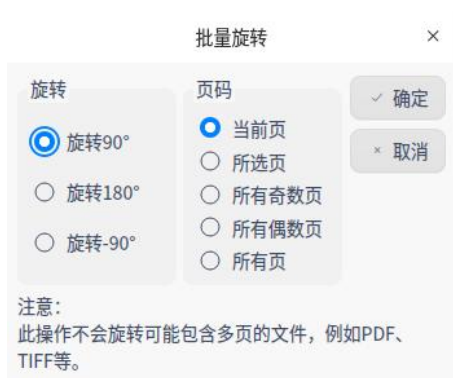 批量旋转
旋转
旋转90°
旋转180°
旋转-90°
页码
当前页
所选页
所有奇数页
所有偶数页
所有页
确定
取消
注意：
此操作不会旋转可能包含多页的文件，例如PDF、
TIFF等。